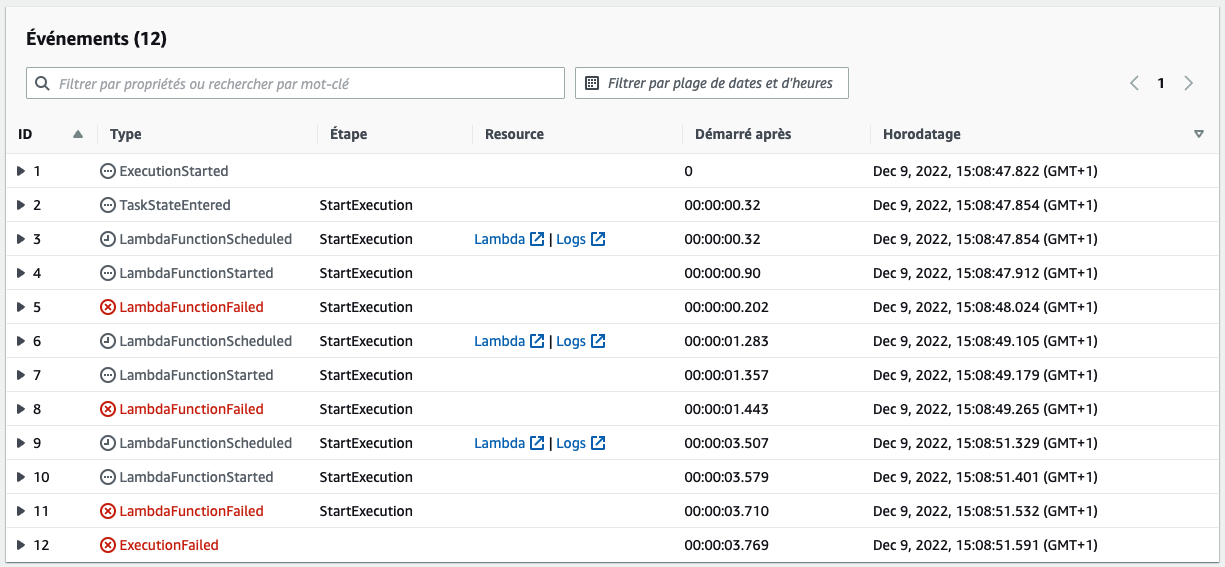 Événements (12)
Filtrer par propriétés ou rechercher par mot-clé Filtrer par plage de dates et d'heures 1
ID Type Étape Resource Démarré après Horodatage
1 ExecutionStarted 0 Dec 9, 2022, 15:08:47.822 (GMT+1)
2 TaskStateEntered StartExecution 00:00:00.32 Dec 9, 2022, 15:08:47.854 (GMT+1)
3 LambdaFunctionScheduled StartExecution Lambda | Logs 00:00:00.32 Dec 9, 2022, 15:08:47.854 (GMT+1)
4 LambdaFunctionStarted StartExecution 00:00:00.90 Dec 9, 2022, 15:08:47.912 (GMT+1)
5 LambdaFunctionFailed StartExecution 00:00:00.202 Dec 9, 2022, 15:08:48.024 (GMT+1)
6 LambdaFunctionScheduled StartExecution Lambda | Logs 00:00:01.283 Dec 9, 2022, 15:08:49.105 (GMT+1)
7 LambdaFunctionStarted StartExecution 00:00:01.357 Dec 9, 2022, 15:08:49.179 (GMT+1)
8 LambdaFunctionFailed StartExecution 00:00:01.443 Dec 9, 2022, 15:08:49.265 (GMT+1)
9 LambdaFunctionScheduled StartExecution Lambda | Logs 00:00:03.507 Dec 9, 2022, 15:08:51.329 (GMT+1)
10 LambdaFunctionStarted StartExecution 00:00:03.579 Dec 9, 2022, 15:08:51.401 (GMT+1)
11 LambdaFunctionFailed StartExecution 00:00:03.710 Dec 9, 2022, 15:08:51.532 (GMT+1)
12 ExecutionFailed 00:00:03.769 Dec 9, 2022, 15:08:51.591 (GMT+1)